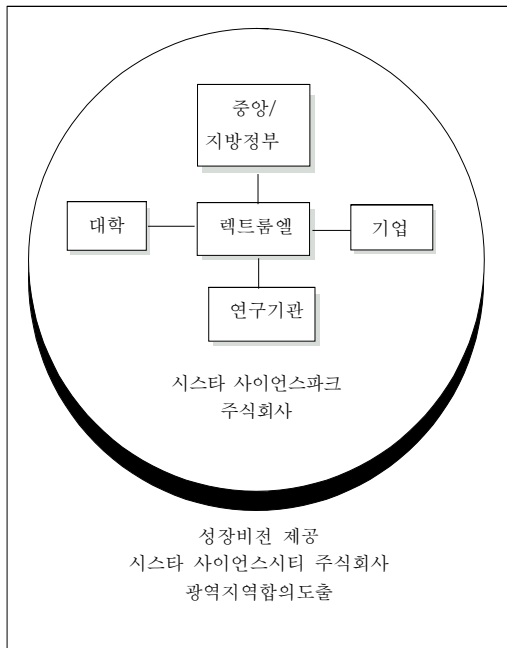 중앙/
지방정부
대학
렉트룸엘
기업
연구기관
시스타 사이언스파크
주식회사
성장비전 제공
시스타 사이언스시티 주식회사
광역지역합의도출